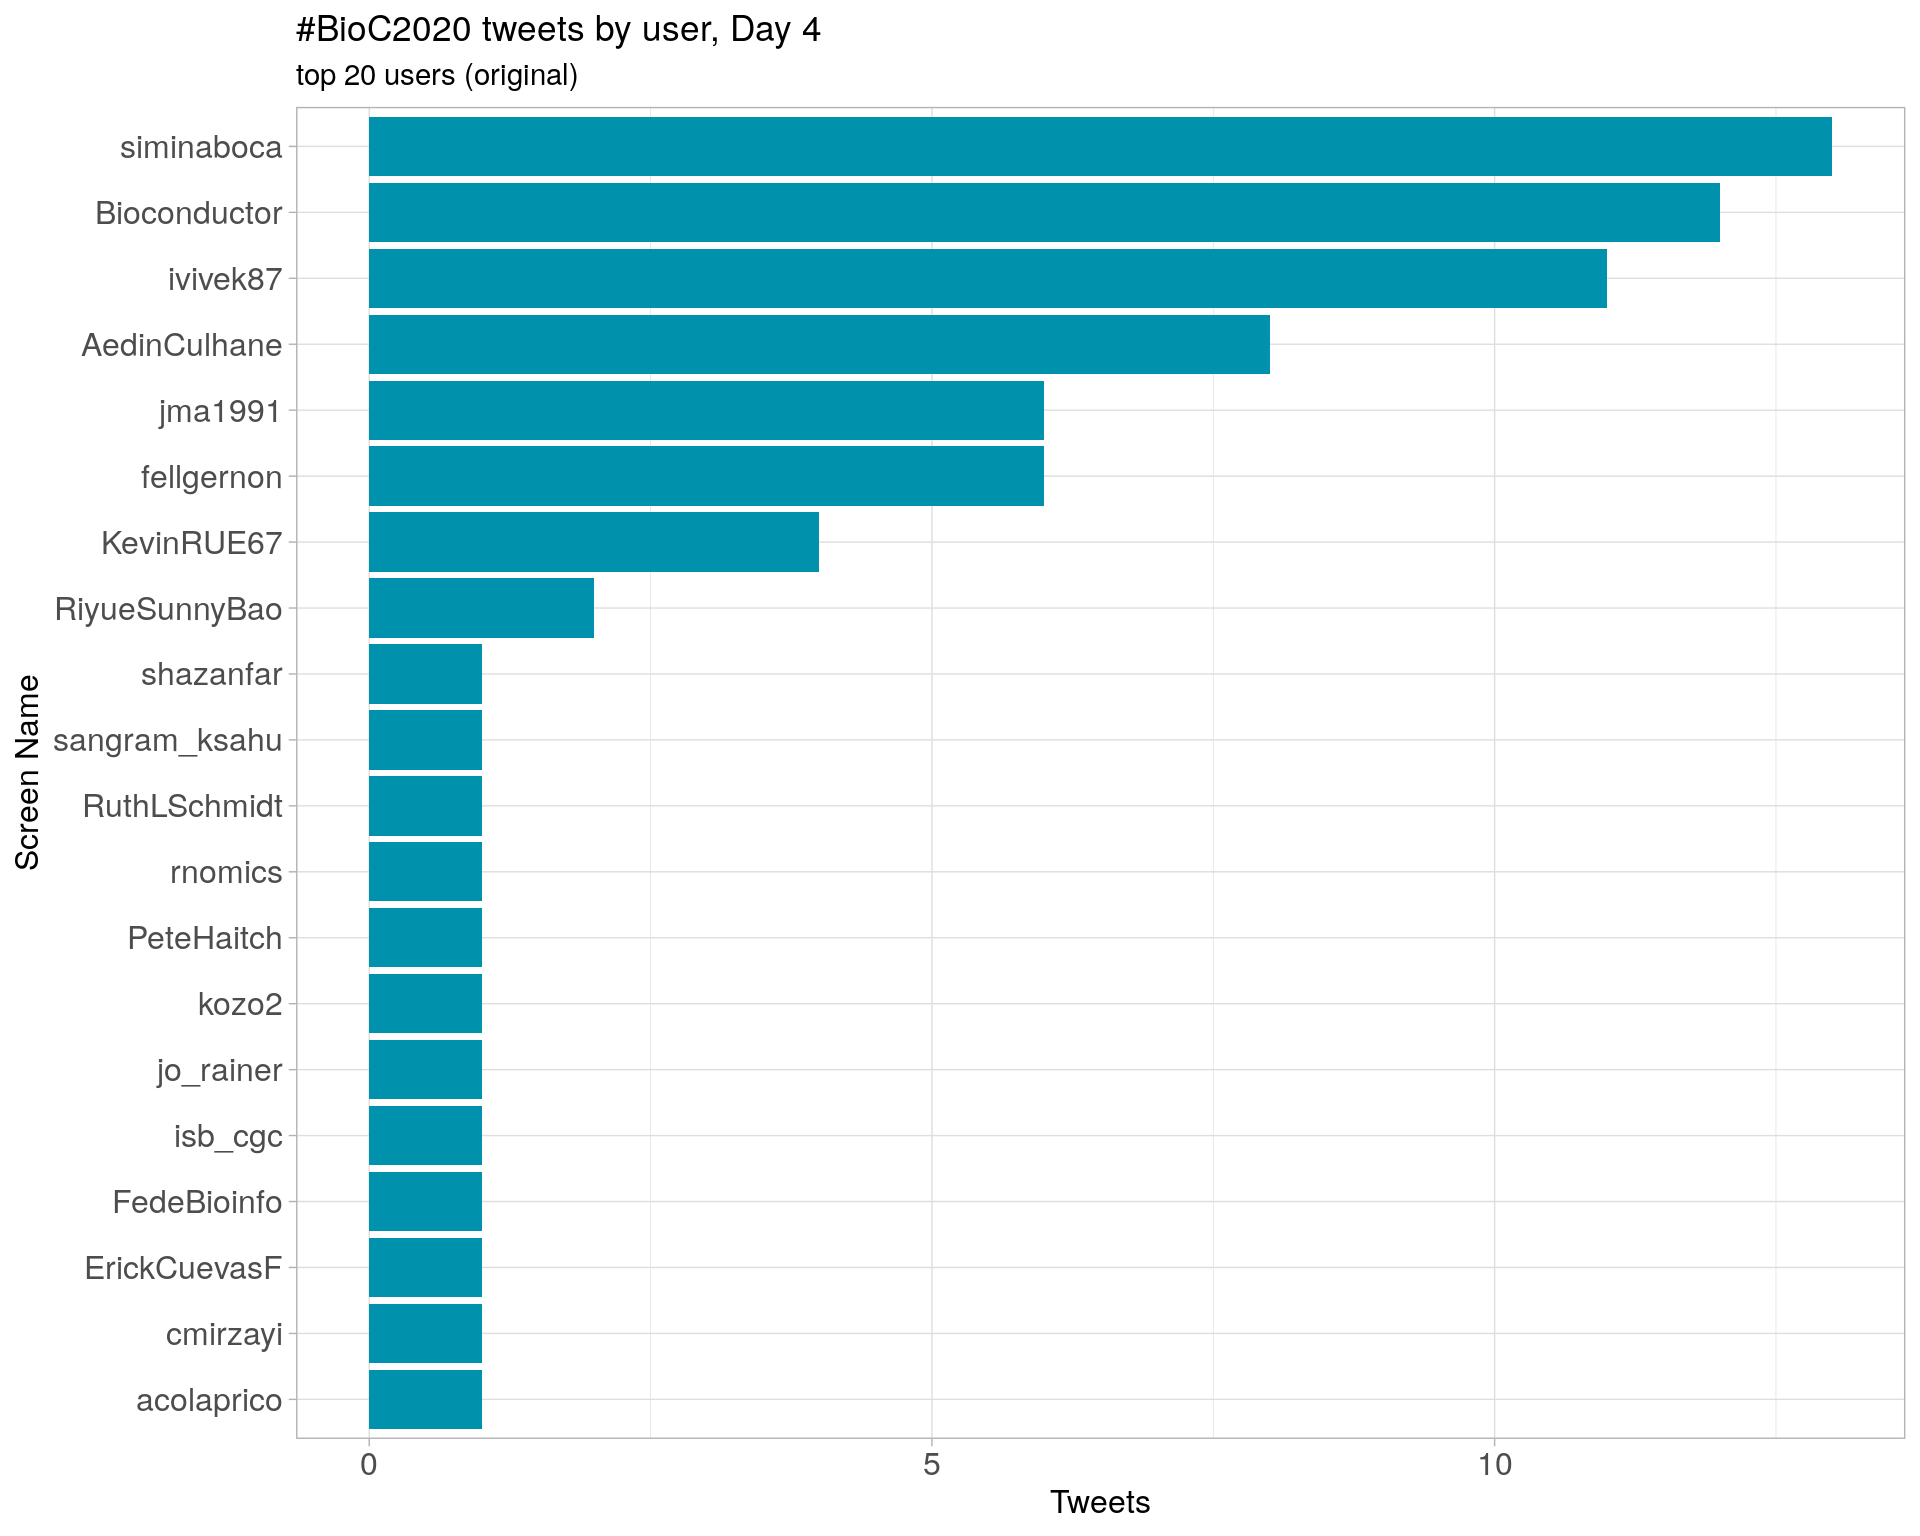 #BioC2020 tweets by user, Day 4
top 20 users (original)
siminaboca
Bioconductor
ivivek87
AedinCulhane
jma1991
fellgernon
KevinRUE67
RiyueSunnyBao
shazanfar
sangram_ksahu
RuthLSchmidt
rnomics
PeteHaitch
kozo2
jo_rainer
isb_cgc
FedeBioinfo
ErickCuevasF
cmirzayi
acolaprico
Screen Name
0 5 10
Tweets